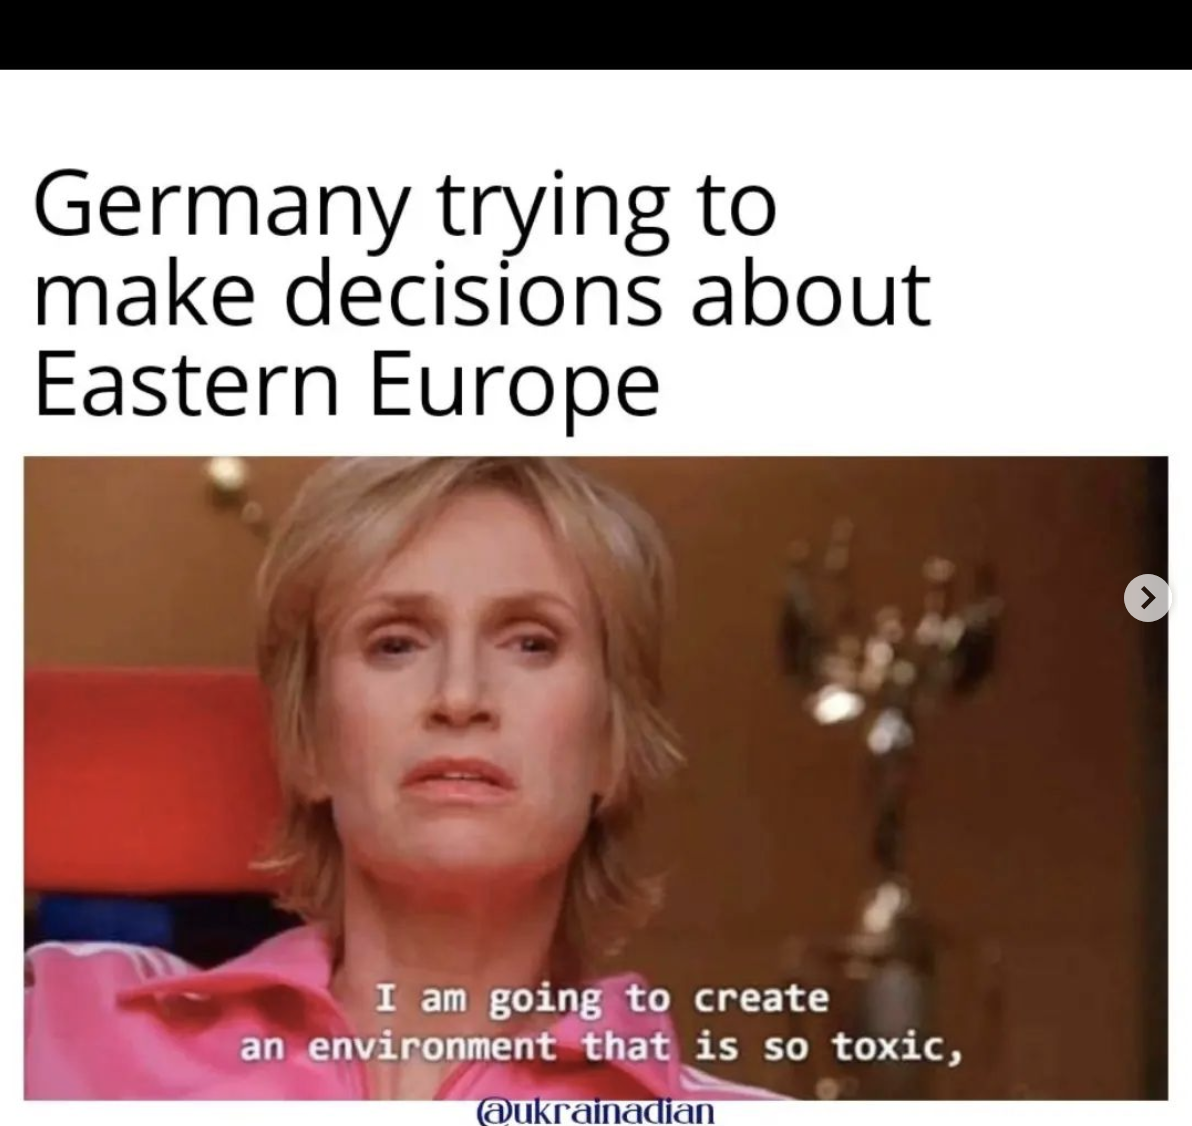 Germany trying to
make decisions about
Eastern Europe
I am going to create
an environment that is so toxic,
@ukrainadian